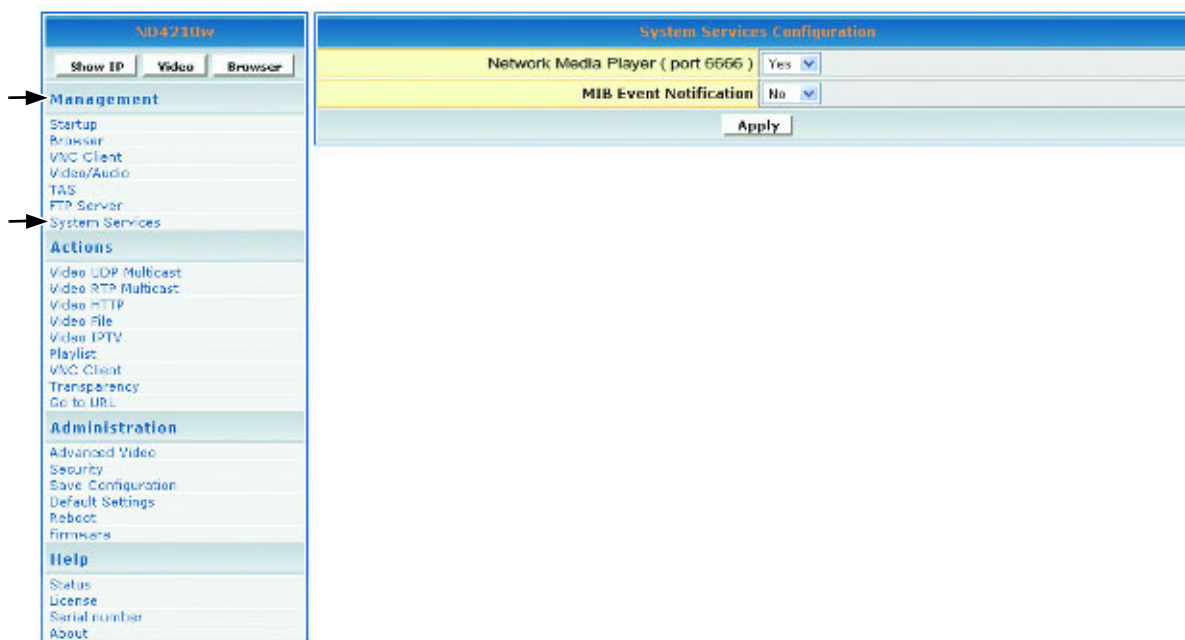 ND4210w
Show IP Video Browser
Management
Startup
Browser
VNC Client
Video/Audio
TAS
FTP Server
System Services
Actions
Video UDP Multicast
Video RTP Multicast
Video HTTP
Video File
Video IPTV
Playlist
VNC Client
Transparency
Go to URL
Administration
Advanced Video
Security
Save Configuration
Default Settings
Reboot
Firmware
Help
Status
License
Serial number
About
System Services Configuration
Network Media Player ( port 6666 ) Yes
MIB Event Notification No
Apply